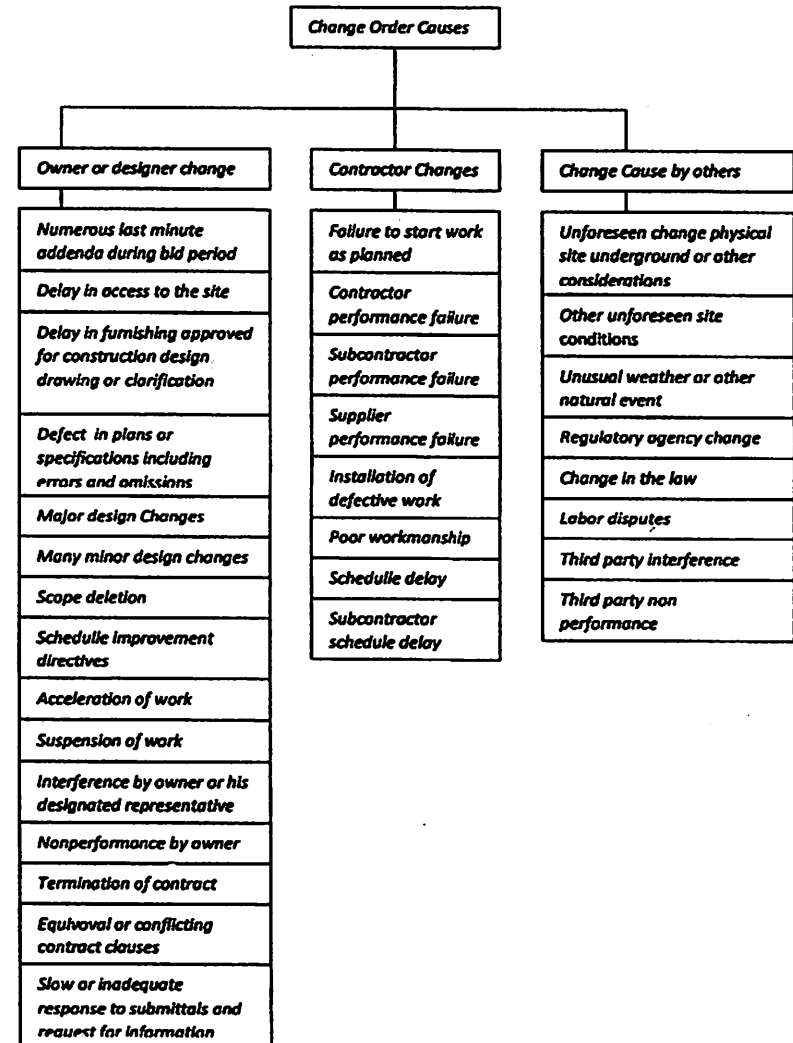 Change Order Causes
Owner or designer change
Numerous last minute
addenda during bid period
Delay in access to the site
Delay in furnishing approved
for construction design
drawing or clarification
Defect in plans or
specifications including
errors and omissions
Major design Changes
Many minor design changes
Scope deletion
Schedulle improvement
directives
Acceleration of work
Suspension of work
Interference by owner or his
designated representative
Nonperformance by owner
Termination of contract
Equivoval or conflicting
contract clauses
Slow or inadequate
response to submittals and
request for information
Contractor Changes
Failure to start work
as planned
Contractor
performance failure
Subcontractor
performance failure
Supplier
performance failure
Installation of
defective work
Poor workmanship
Schedulle delay
Subcontractor
schedule delay
Change Cause by others
Unforeseen change physical
site underground or other
considerations
Other unforeseen site
conditions
Unusual weather or other
natural event
Regulatory agency change
Change in the law
Labor disputes
Third party interference
Third party non
performance